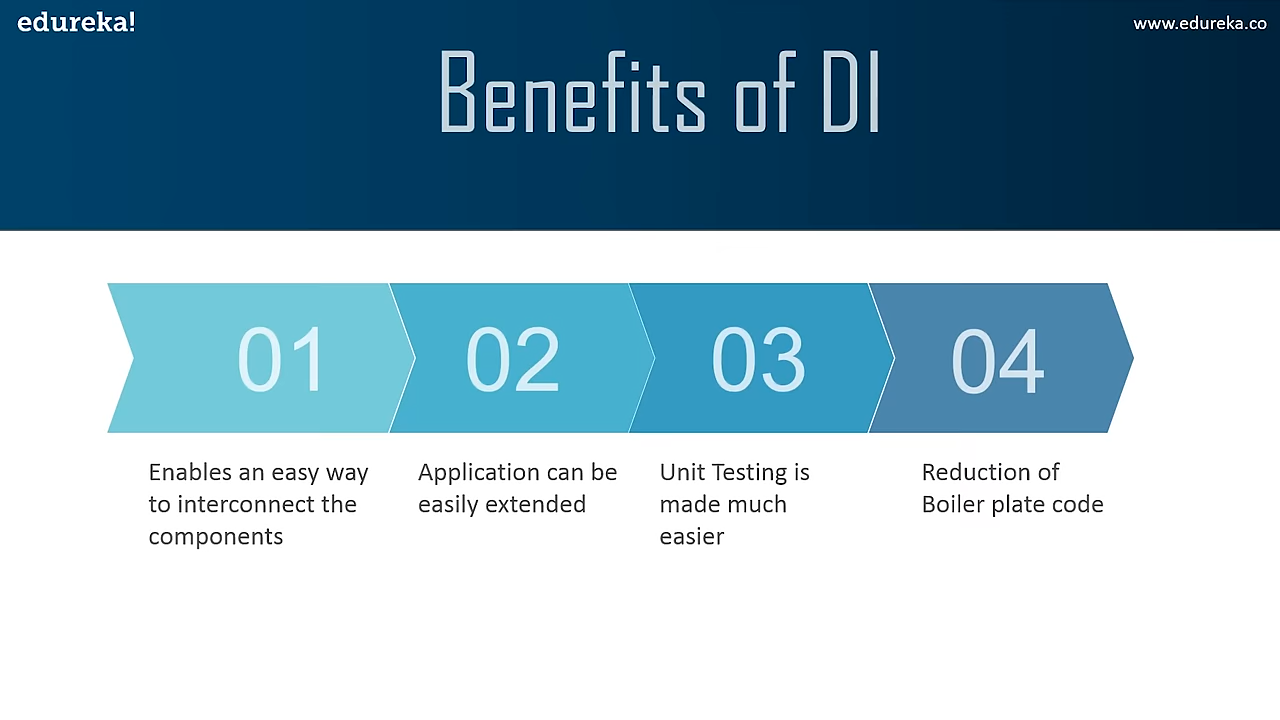 edureka!
www.edureka.co
Benefits of DI
01
02
03
04
Enables an easy way
to interconnect the
components
Application can be
easily extended
Unit Testing is
made much
easier
Reduction of
Boiler plate code